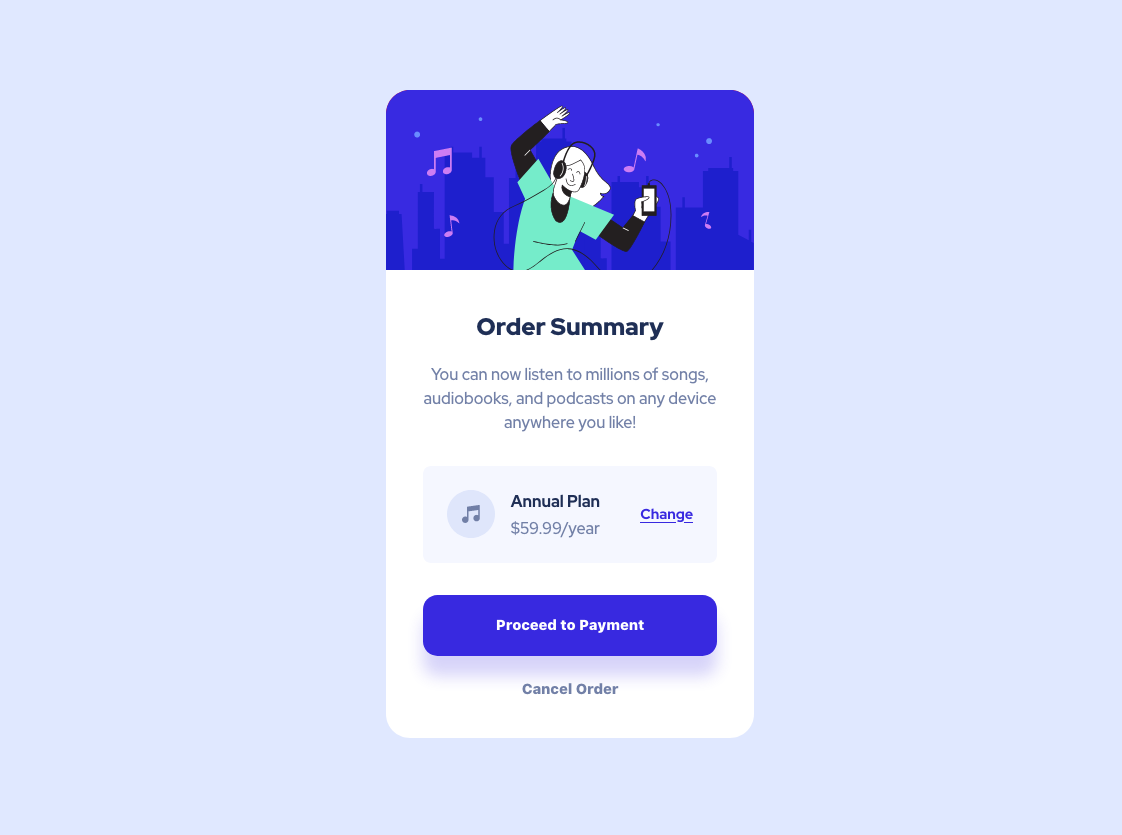 Order Summary
You can now listen to millions of songs,
audiobooks, and podcasts on any device
anywhere you like!
Annual Plan
$59.99/year
Change
Proceed to Payment
Cancel Order